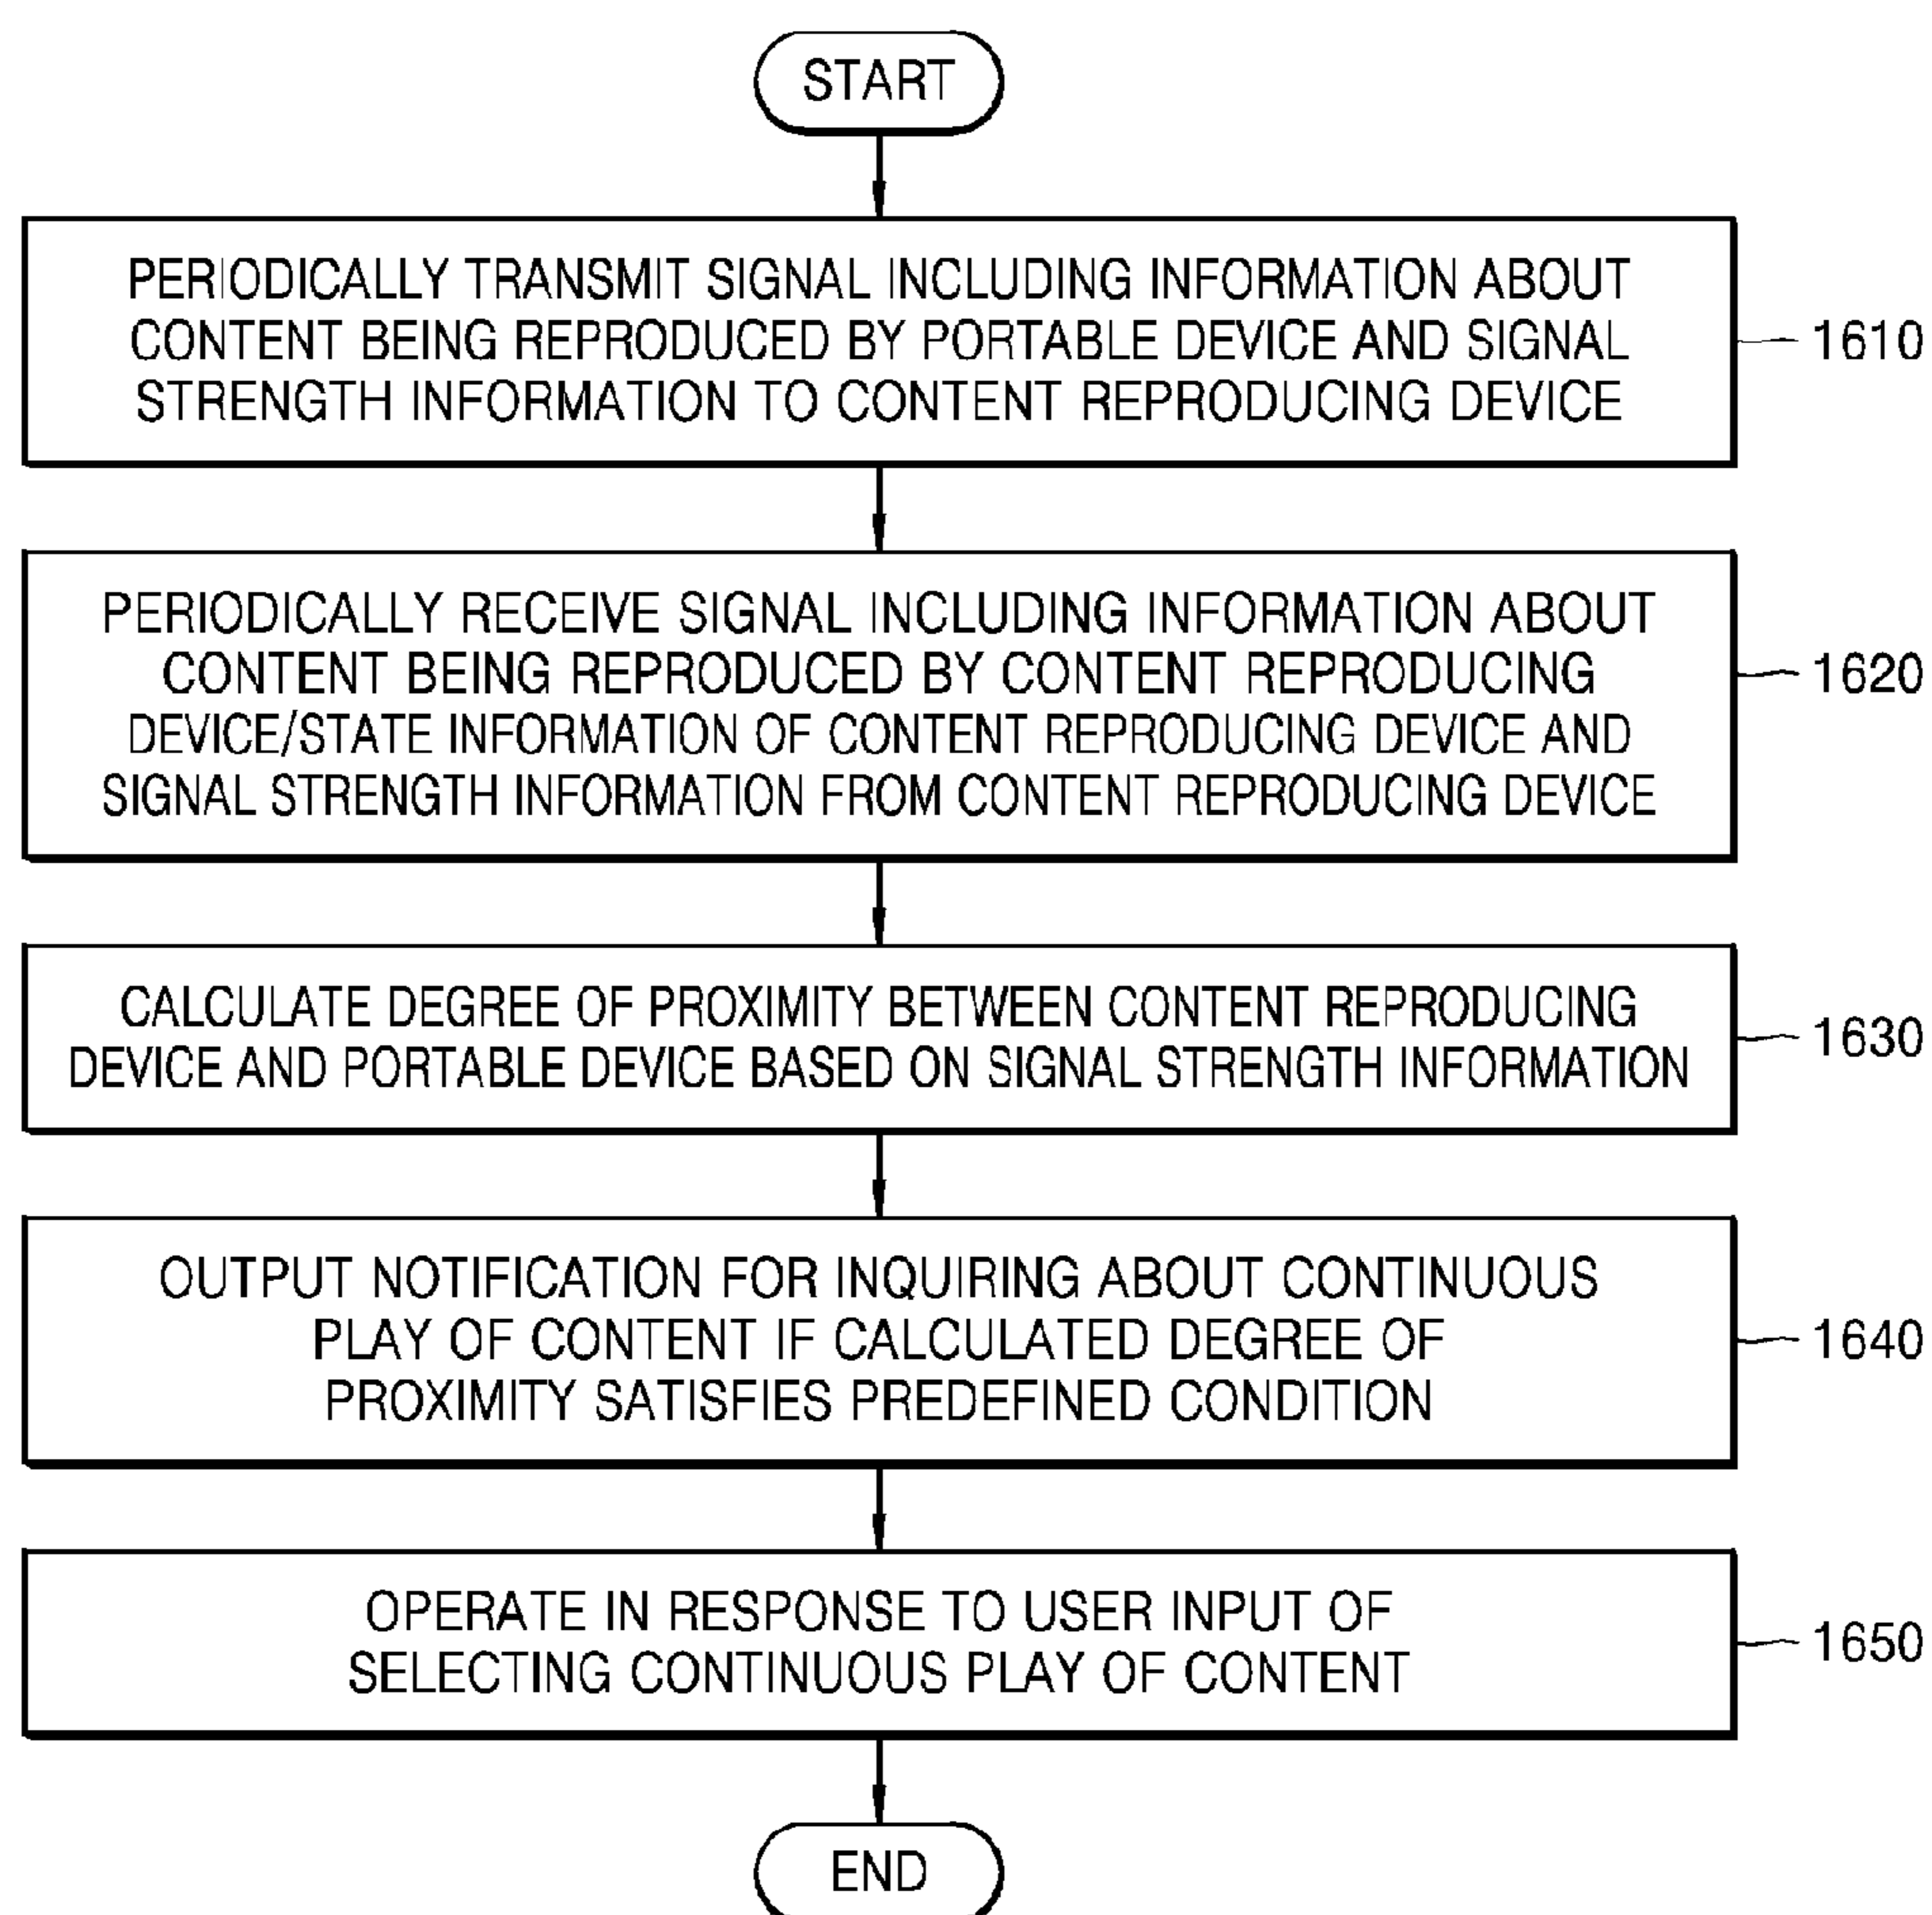 START
PERIODICALLY TRANSMIT SIGNAL INCLUDING INFORMATION ABOUT
CONTENT BEING REPRODUCED BY PORTABLE DEVICE AND SIGNAL
STRENGTH INFORMATION TO CONTENT REPRODUCING DEVICE
1610
PERIODICALLY RECEIVE SIGNAL INCLUDING INFORMATION ABOUT
CONTENT BEING REPRODUCED BY CONTENT REPRODUCING
DEVICE/STATE INFORMATION OF CONTENT REPRODUCING DEVICE AND
SIGNAL STRENGTH INFORMATION FROM CONTENT REPRODUCING DEVICE
1620
CALCULATE DEGREE OF PROXIMITY BETWEEN CONTENT REPRODUCING
DEVICE AND PORTABLE DEVICE BASED ON SIGNAL STRENGTH INFORMATION
1630
OUTPUT NOTIFICATION FOR INQUIRING ABOUT CONTINUOUS
PLAY OF CONTENT IF CALCULATED DEGREE OF
PROXIMITY SATISFIES PREDEFINED CONDITION
1640
OPERATE IN RESPONSE TO USER INPUT OF
SELECTING CONTINUOUS PLAY OF CONTENT
1650
END